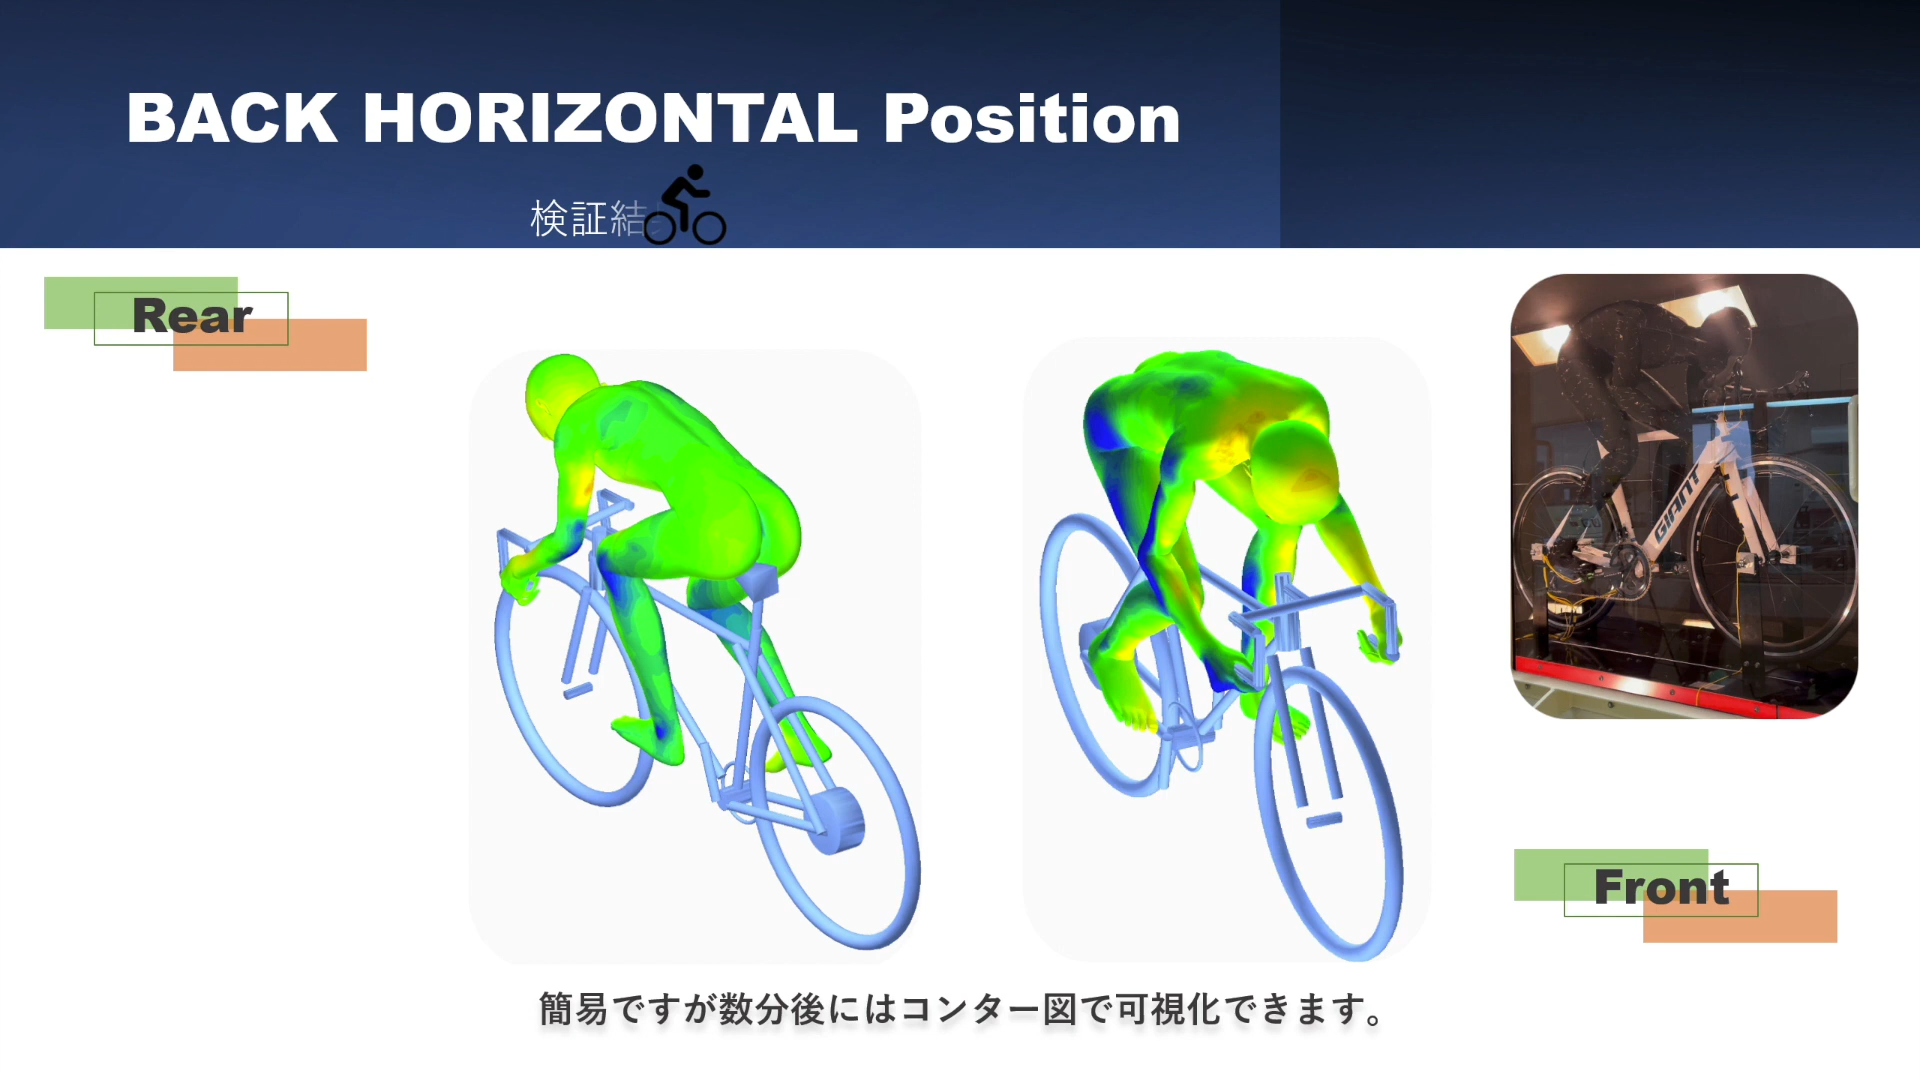 BACK HORIZONTAL Position
検証結
Rear
GIANT
Front
簡易ですが数分後にはコンター図で可視化できます。